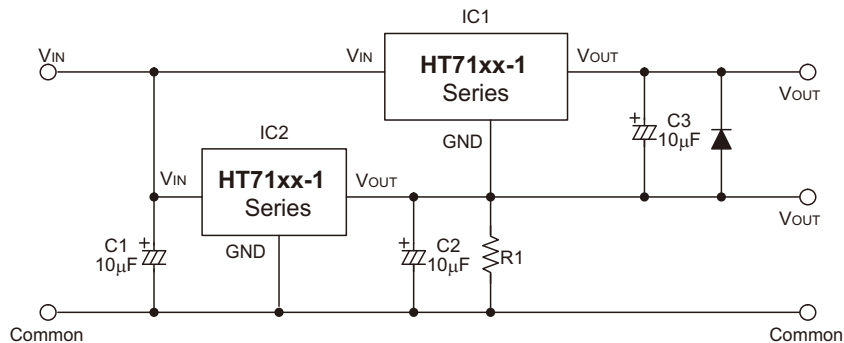 IC1
VIN
VIN
HT71xx-1
Series
VOUT
VOUT
GND
C3
10μF
IC2
VIN
HT71xx-1
Series
VOUT
VOUT
GND
C1
10μF
C2
10μF
R1
Common
Common